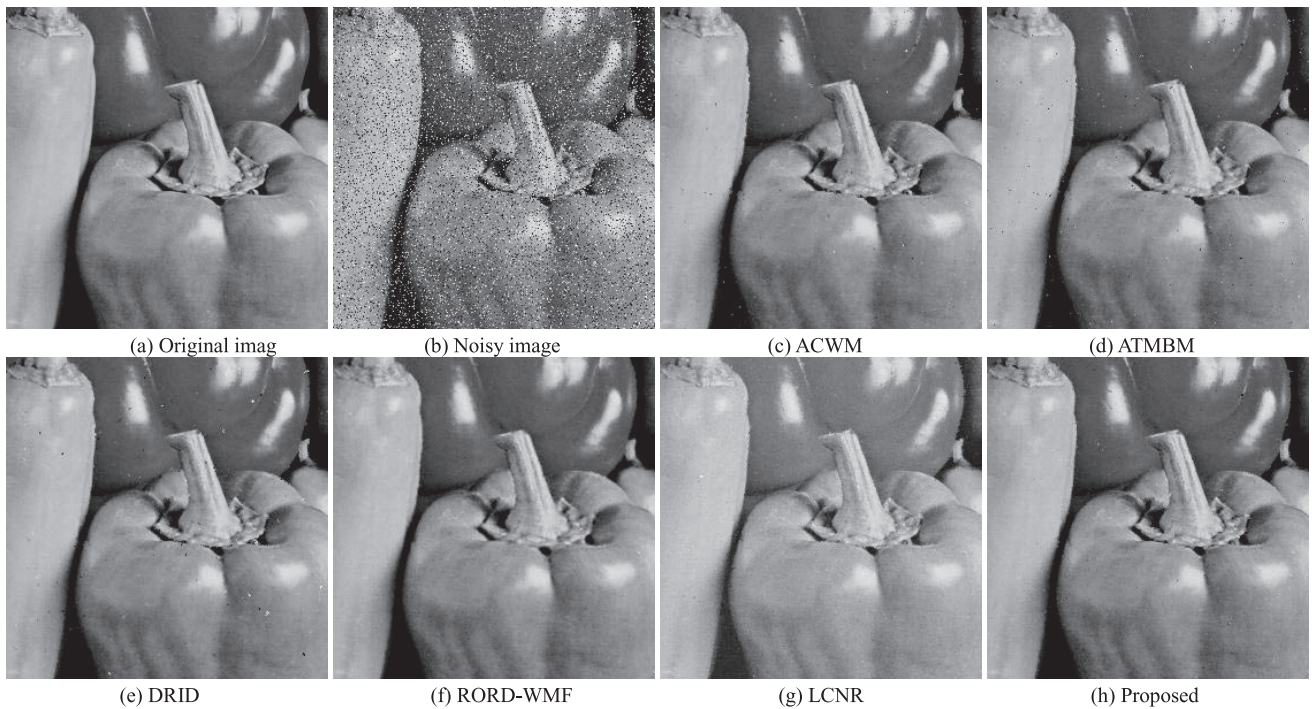 (a) Original imag
(b) Noisy image
(c) ACWM
(d) ATMBM
(e) DRID
(f) RORD-WMF
(g) LCNR
(h) Proposed